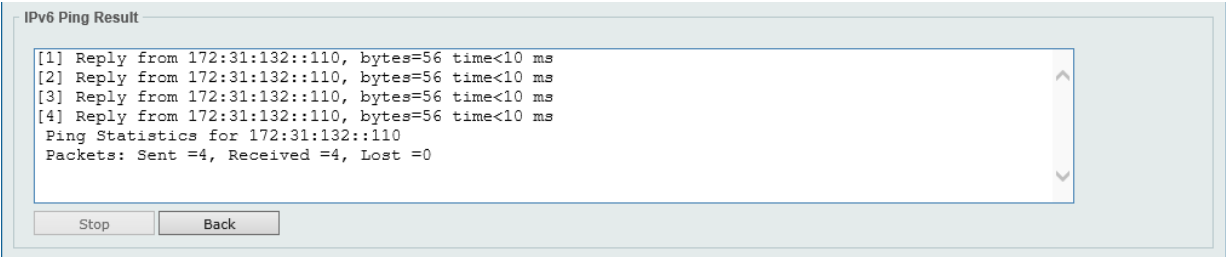 IPv6 Ping Result
[1] Reply from 172:31:132::110, bytes=56 time<10 ms
[2] Reply from 172:31:132::110, bytes=56 time<10 ms
[3] Reply from 172:31:132::110, bytes=56 time<10 ms
[4] Reply from 172:31:132::110, bytes=56 time<10 ms
Ping Statistics for 172:31:132::110
Packets: Sent =4, Received =4, Lost =0
Stop Back